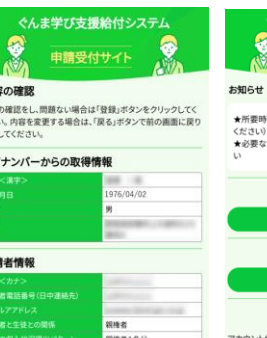 ぐんま学び支援給付システム
申請受付サイト
容の確認
の確認をし、問題ない場合は「登録」ボタンをクリックしてく
い。内容を変更する場合は、「戻る」ボタンで前の画面に戻り
してください。
ナンバーからの取得情報
<漢字>
月日
1976/04/02
男
者情報
<カナ>
者電話番号(日中連絡先)
ルアドレス
者と生徒との関係
親権者
お知らせ
★所要時
ください)
★必要な
い